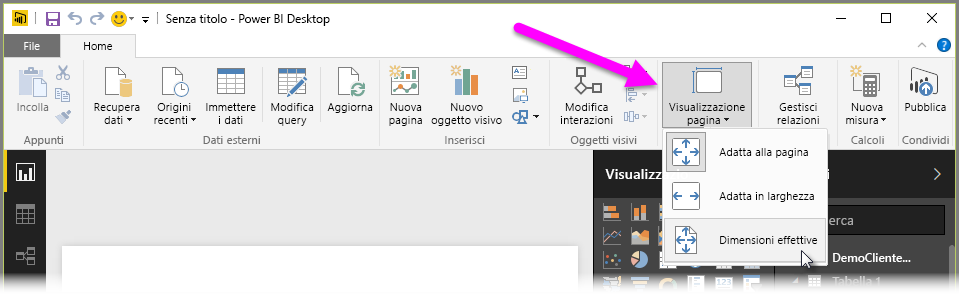 Senza titolo - Power BI Desktop
File
Home
Incolla
Recupera
dati
Origini
recenti
Immettere
i dati
Modifica
query
Aggiorna
Nuova
pagina
Nuovo
oggetto visivo
Modifica
interazioni
Visualizzazione
pagina
Gestisci
relazioni
Nuova
misura
Pubblica
Appunti
Dati esterni
Inserisci
Oggetti visivi
Calcoli
Condividi
Adatta alla pagina
Adatta in larghezza
Dimensioni effettive
DemoCliente...
Tabella 1